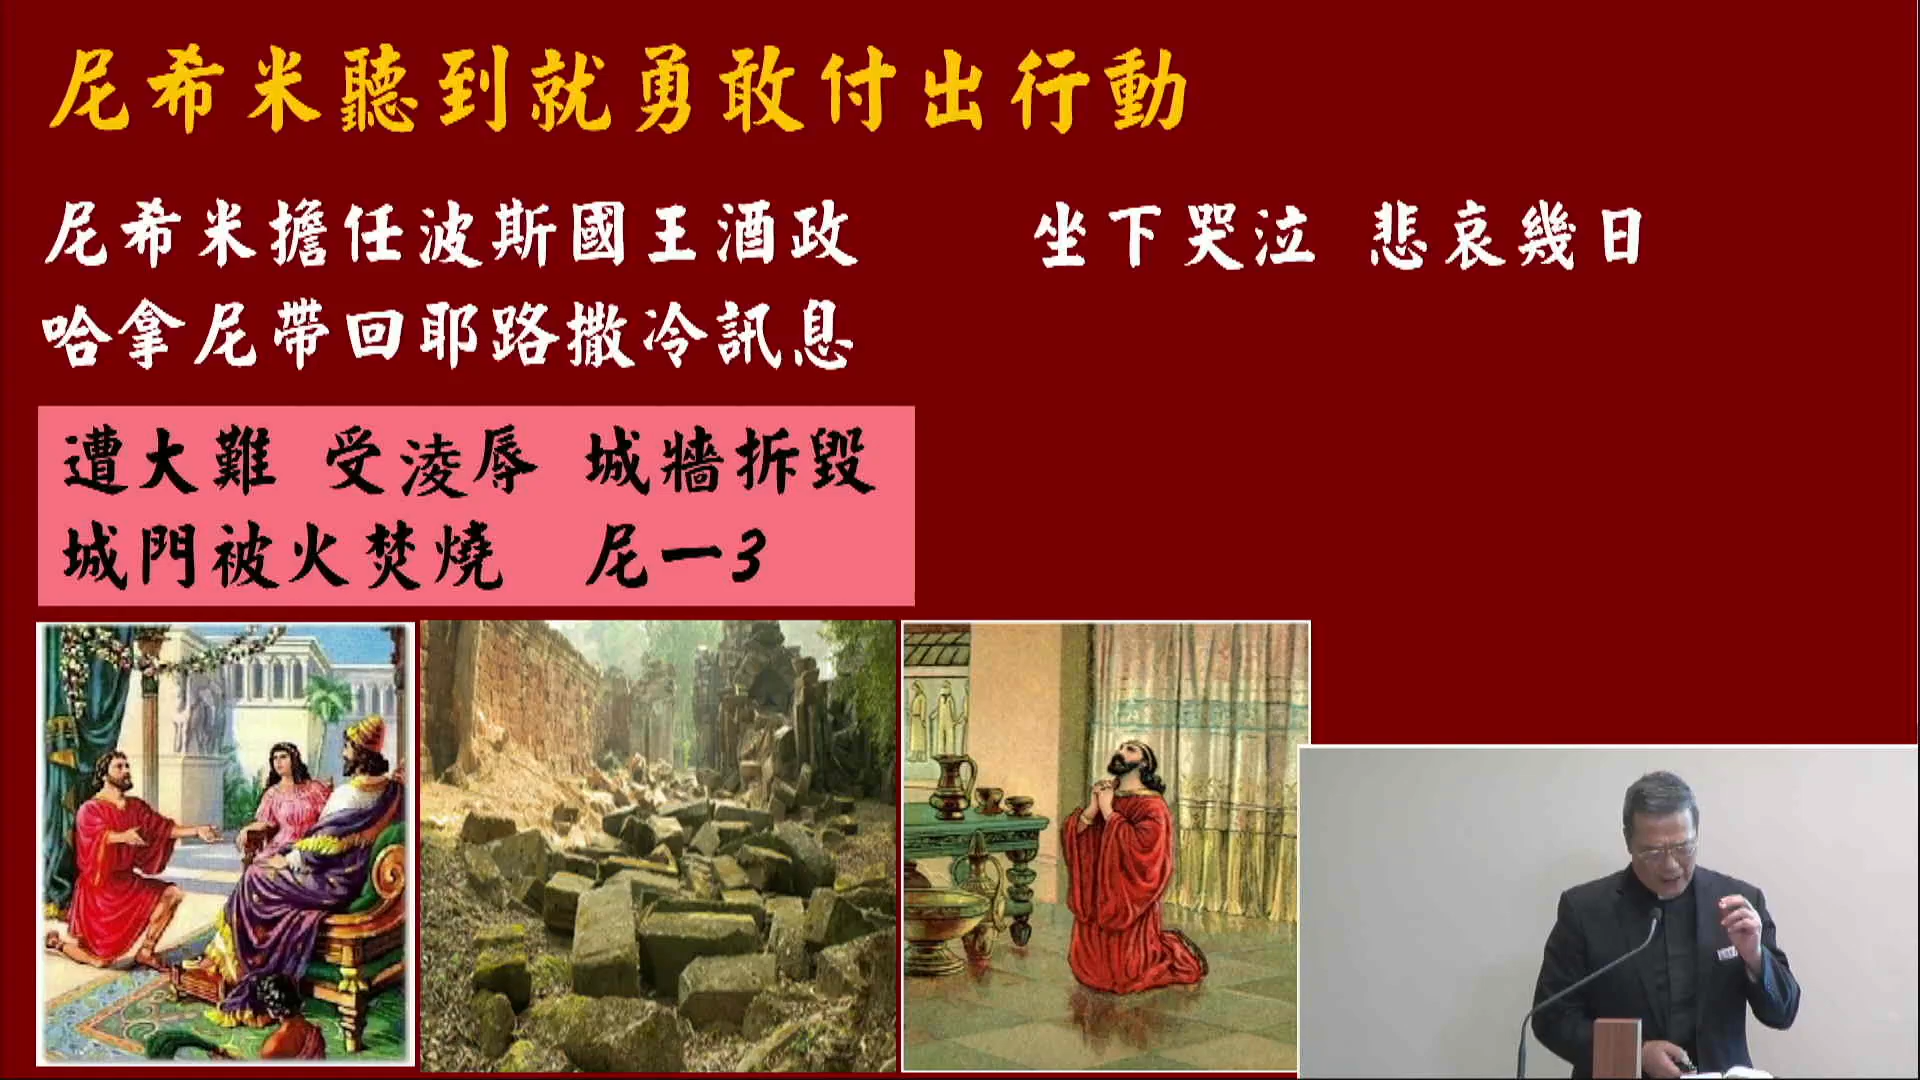 尼希米聽到就勇敢付出行動
尼希米擔任波斯國王酒政
哈拿尼帶回耶路撒冷訊息
坐下哭泣 悲哀幾日
遭大難 受淩辱 城牆拆毀
城門被火焚燒 尼一3